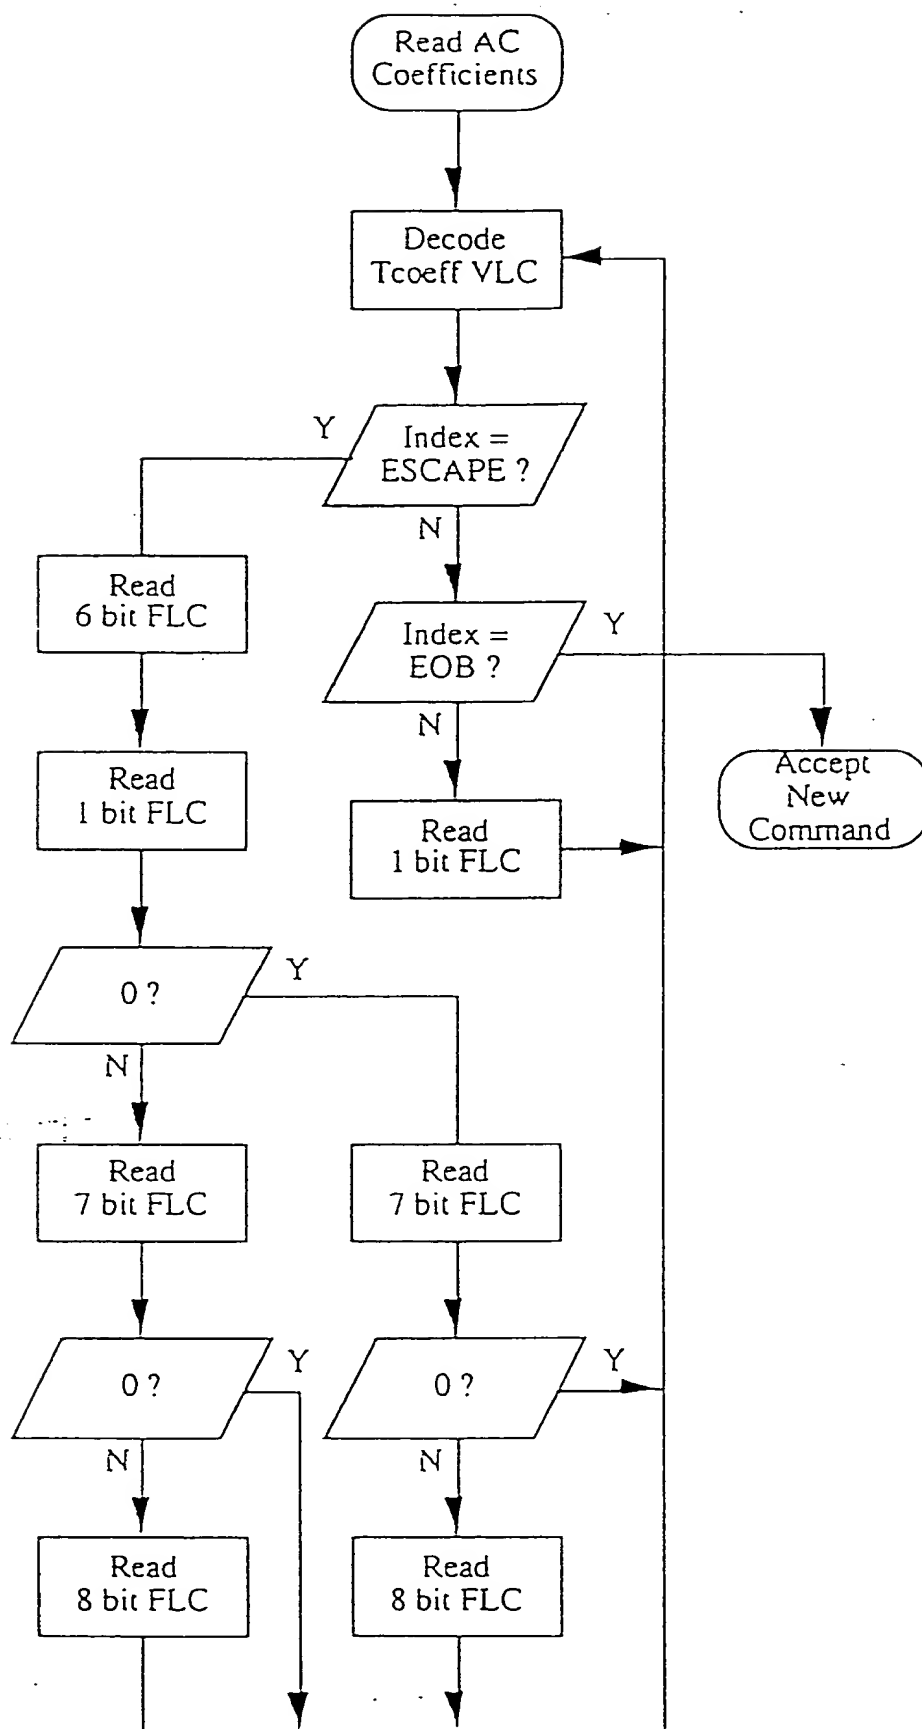 Read AC
Coefficients
Decode
Tcoeff VLC
Y
Index =
ESCAPE ?
N
Read
6 bit FLC
Index =
EOB ?
Y
N
Read
1 bit FLC
Accept
New
Command
Read
1 bit FLC
0 ?
Y
N
Read
7 bit FLC
Read
7 bit FLC
0 ?
Y
N
0 ?
Y
N
Read
8 bit FLC
Read
8 bit FLC